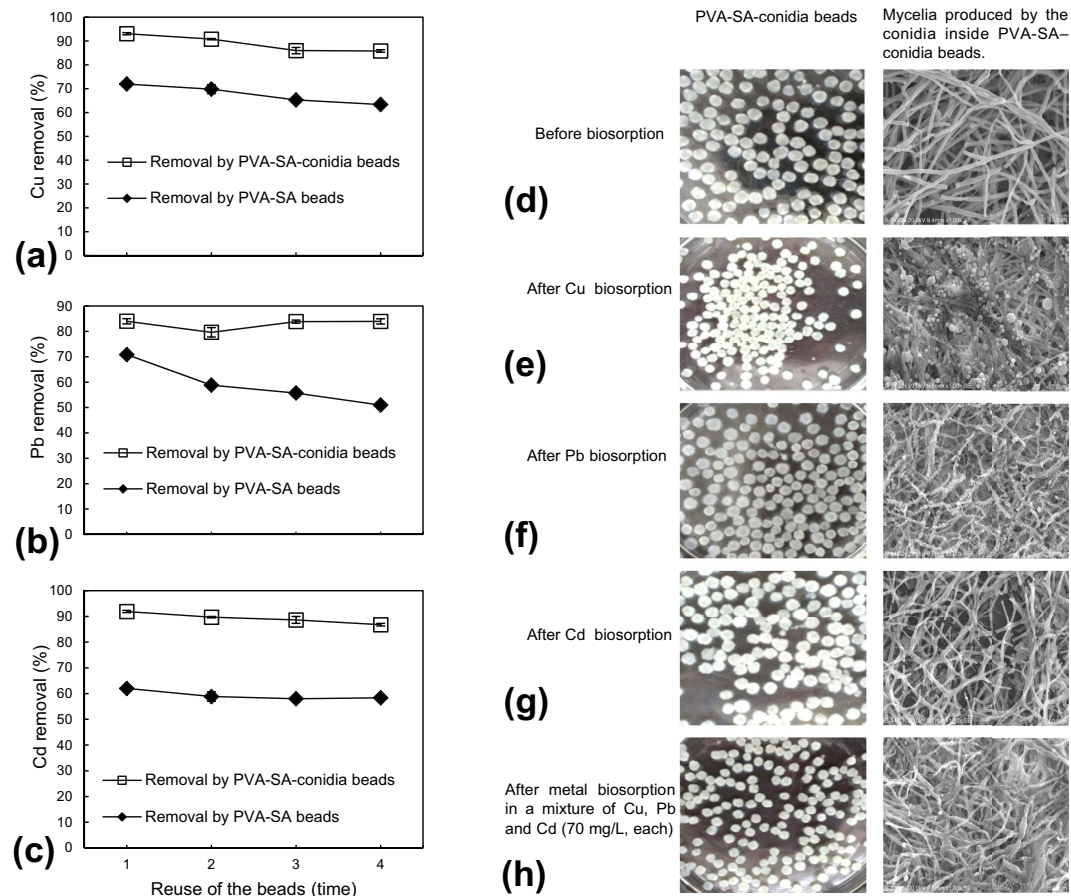 100
90
80
70
60
50
40
30
20
10
0
Cu removal (%)
Removal by PVA-SA-conidia beads
Removal by PVA-SA beads
(a)
90
80
70
60
50
40
30
20
10
0
Pb removal (%)
Removal by PVA-SA-conidia beads
Removal by PVA-SA beads
(b)
100
90
80
70
60
50
40
30
20
10
0
Cd removal (%)
Removal by PVA-SA-conidia beads
Removal by PVA-SA beads
(c)
1 2 3 4
Reuse of the beads (time)
PVA-SA-conidia beads
Mycelia produced by the
conidia inside PVA-SA–
conidia beads.
Before biosorption
(d)
After Cu biosorption
(e)
After Pb biosorption
(f)
After Cd biosorption
(g)
After metal biosorption
in a mixture of Cu, Pb
and Cd (70 mg/L, each)
(h)